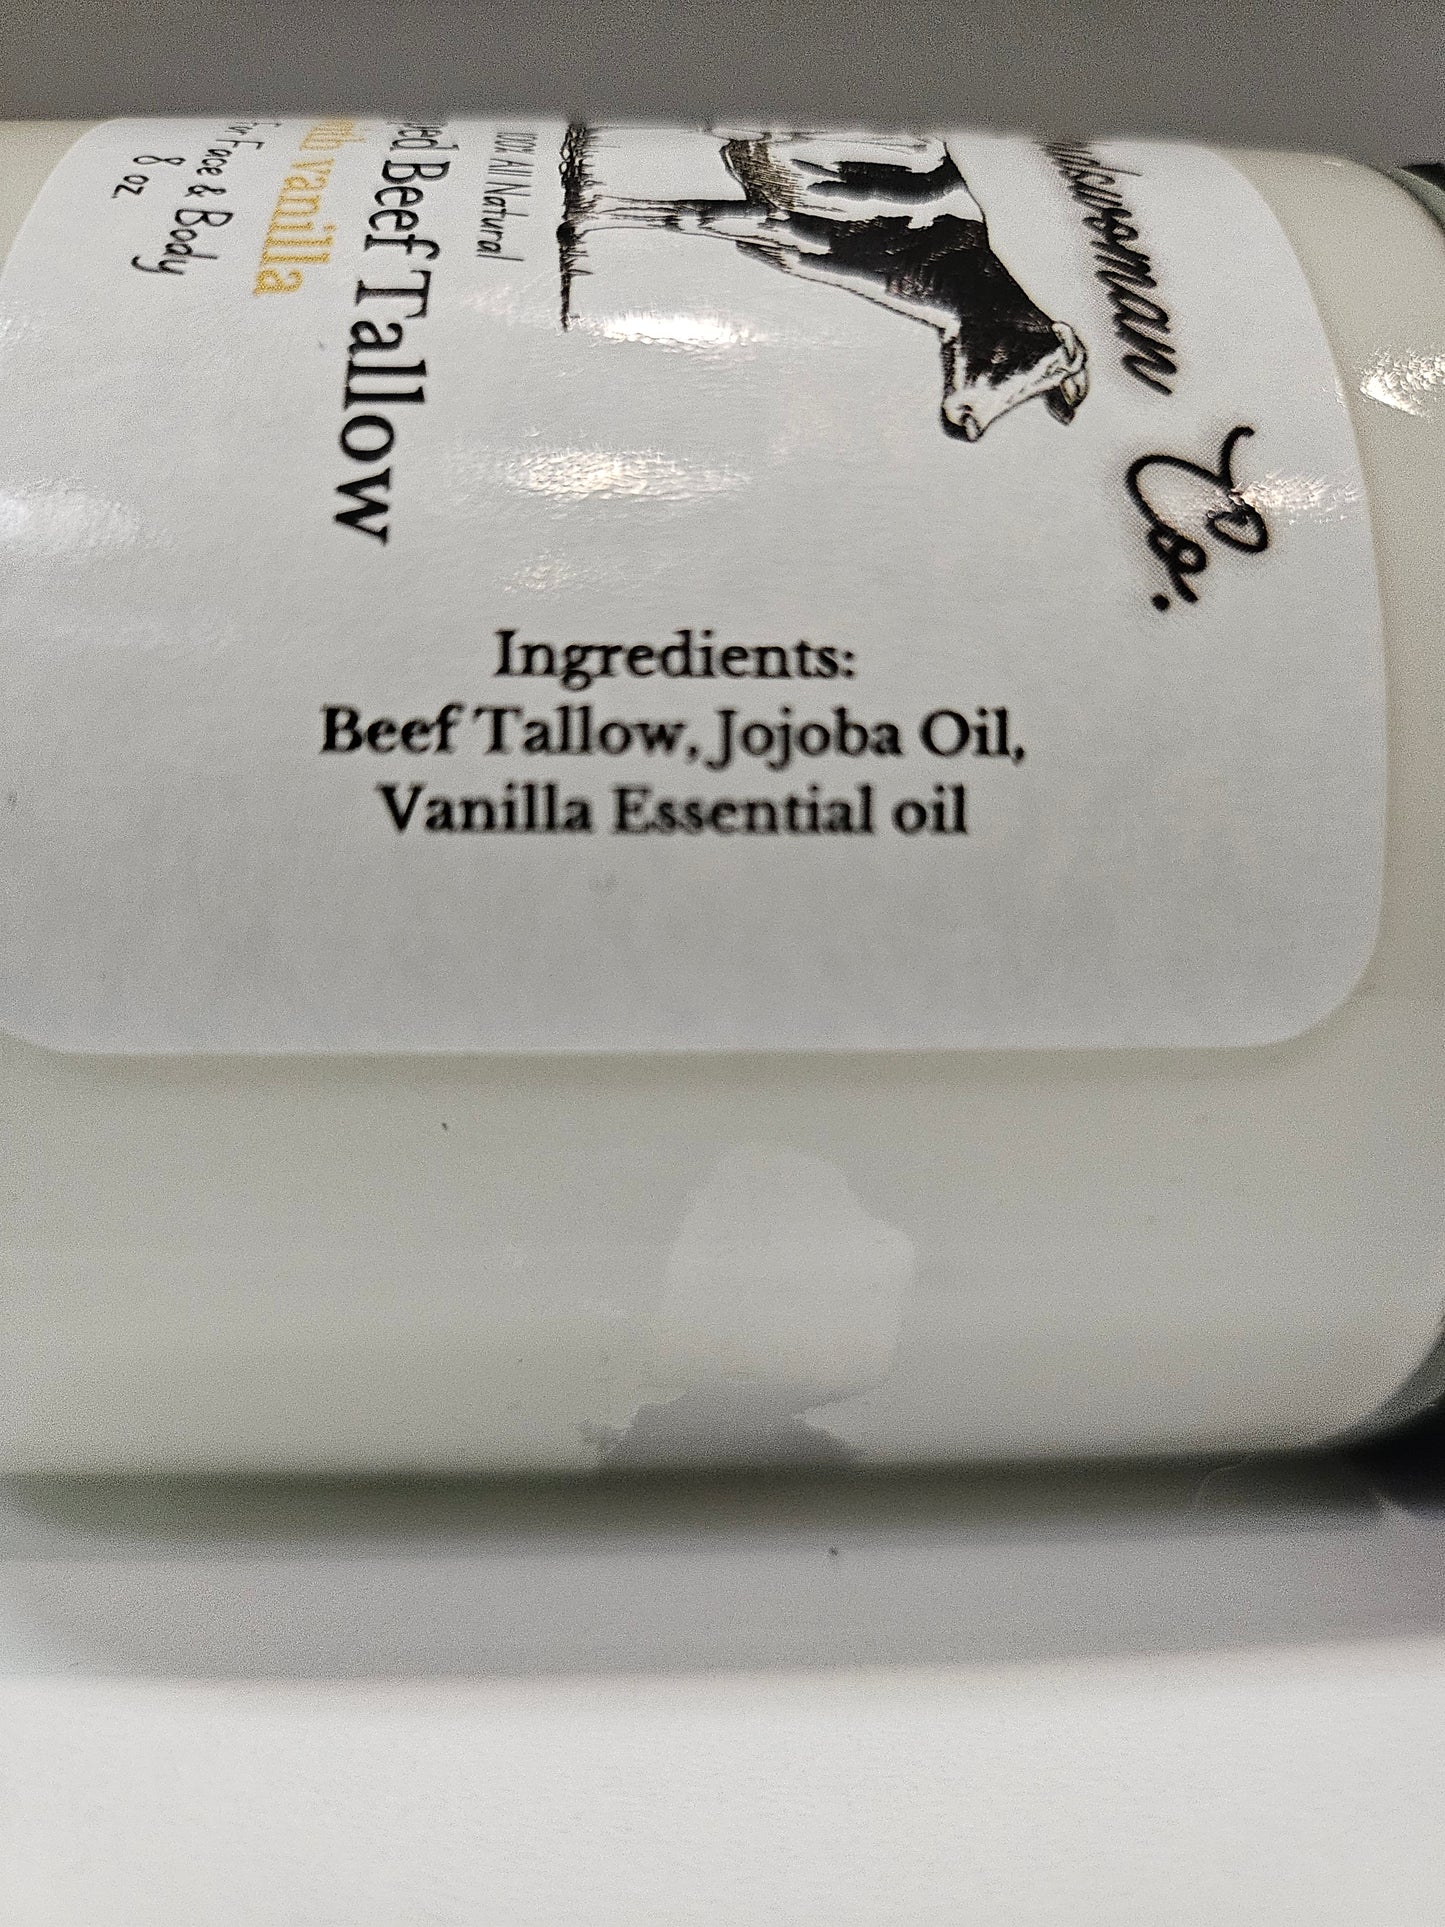 Co.
100% All Natural
Beef Tallow
with vanilla
For Face & Body
8 oz
Ingredients:
Beef Tallow, Jojoba Oil,
Vanilla Essential oil